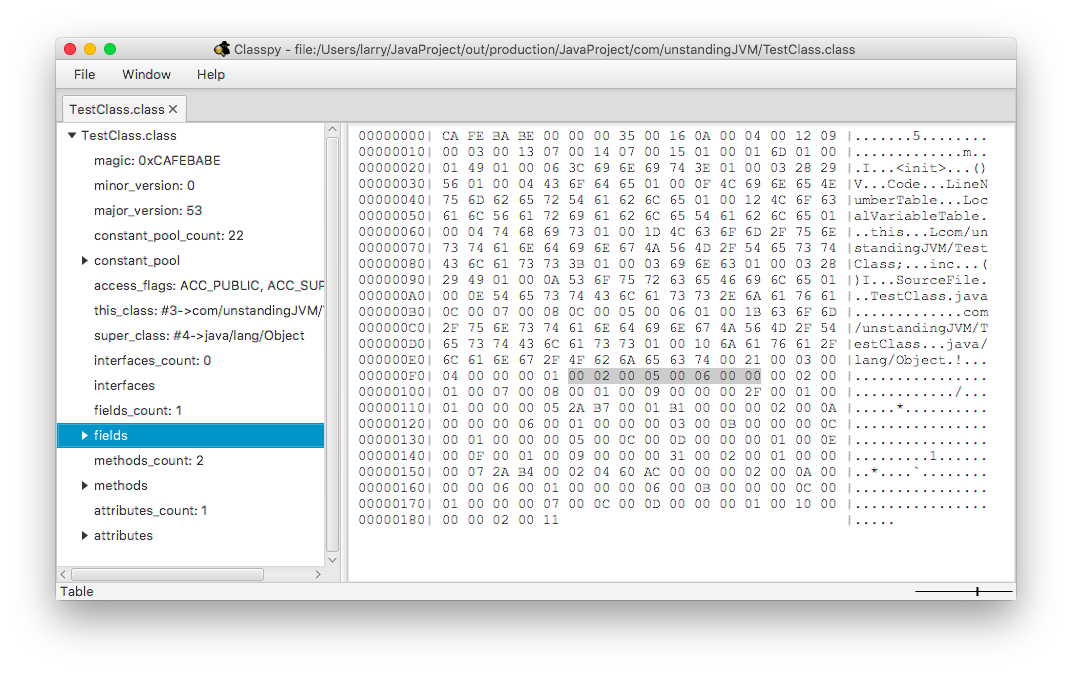 Classpy - file:/Users/larry/JavaProject/out/production/JavaProject/com/unstandingJVM/TestClass.class
File Window Help
TestClass.class ✕
TestClass.class
magic: 0xCAFEBABE
minor_version: 0
major_version: 53
constant_pool_count: 22
constant_pool
access_flags: ACC_PUBLIC, ACC_SUP
this_class: #3->com/unstandingJVM/T
super_class: #4->java/lang/Object
interfaces_count: 0
interfaces
fields_count: 1
fields
methods_count: 2
methods
attributes_count: 1
attributes
00000000| CA FE BA BE 00 00 00 35 00 16 0A 00 04 00 12 09 |.......5........
00000010| 00 03 00 13 07 00 14 07 00 15 01 00 01 6D 01 00 |.............m..
00000020| 01 49 01 00 06 3C 69 6E 69 74 3E 01 00 03 28 29 |.I...<init>...()
00000030| 56 01 00 04 43 6F 64 65 01 00 0F 4C 69 6E 65 4E |V...Code...LineN
00000040| 75 6D 62 65 72 54 61 62 6C 65 01 00 12 4C 6F 63 |umberTable...Loc
00000050| 61 6C 56 61 72 69 61 62 6C 65 54 61 62 6C 65 01 |alVariableTable.
00000060| 00 04 74 68 69 73 01 00 1D 4C 63 6F 6D 2F 75 6E |..this...Lcom/un
00000070| 73 74 61 6E 64 69 6E 67 4A 56 4D 2F 54 65 73 74 |standingJVM/Test
00000080| 43 6C 61 73 73 3B 01 00 03 69 6E 63 01 00 03 28 |Class;...inc...(
00000090| 29 49 01 00 0A 53 6F 75 72 63 65 46 69 6C 65 01 |)I...SourceFile.
000000A0| 00 0E 54 65 73 74 43 6C 61 73 73 2E 6A 61 76 61 |..TestClass.java
000000B0| 0C 00 07 00 08 0C 00 05 00 06 01 00 1B 63 6F 6D |.............com
000000C0| 2F 75 6E 73 74 61 6E 64 69 6E 67 4A 56 4D 2F 54 |/unstandingJVM/T
000000D0| 65 73 74 43 6C 61 73 73 01 00 10 6A 61 76 61 2F |estClass...java/
000000E0| 6C 61 6E 67 2F 4F 62 6A 65 63 74 00 21 00 03 00 |lang/Object.!...
000000F0| 04 00 00 00 01 00 02 00 05 00 06 00 00 00 02 00 |................
00000100| 01 00 07 00 08 00 01 00 09 00 00 00 2F 00 01 00 |............/...
00000110| 01 00 00 00 05 2A B7 00 01 B1 00 00 00 02 00 0A |.....*..........
00000120| 00 00 00 06 00 01 00 00 00 03 00 0B 00 00 00 0C |................
00000130| 00 01 00 00 00 05 00 0C 00 0D 00 00 00 01 00 0E |................
00000140| 00 0F 00 01 00 09 00 00 00 31 00 02 00 01 00 00 |.........1......
00000150| 00 07 2A B4 00 02 04 60 AC 00 00 00 02 00 0A 00 |..*....`........
00000160| 00 00 06 00 01 00 00 00 06 00 0B 00 00 00 0C 00 |................
00000170| 01 00 00 00 07 00 0C 00 0D 00 00 00 01 00 10 00 |................
00000180| 00 00 02 00 11 |.....
Table